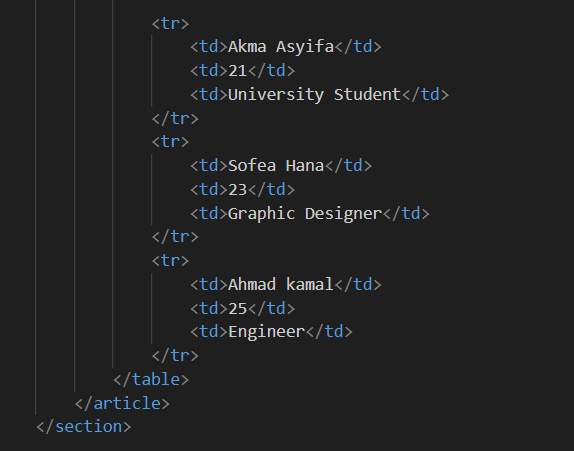 <tr>
<td>Akma Asyifa</td>
<td>21</td>
<td>University Student</td>
</tr>
<tr>
<td>Sofea Hana</td>
<td>23</td>
<td>Graphic Designer</td>
</tr>
<tr>
<td>Ahmad kamal</td>
<td>25</td>
<td>Engineer</td>
</tr>
</table>
</article>
</section>